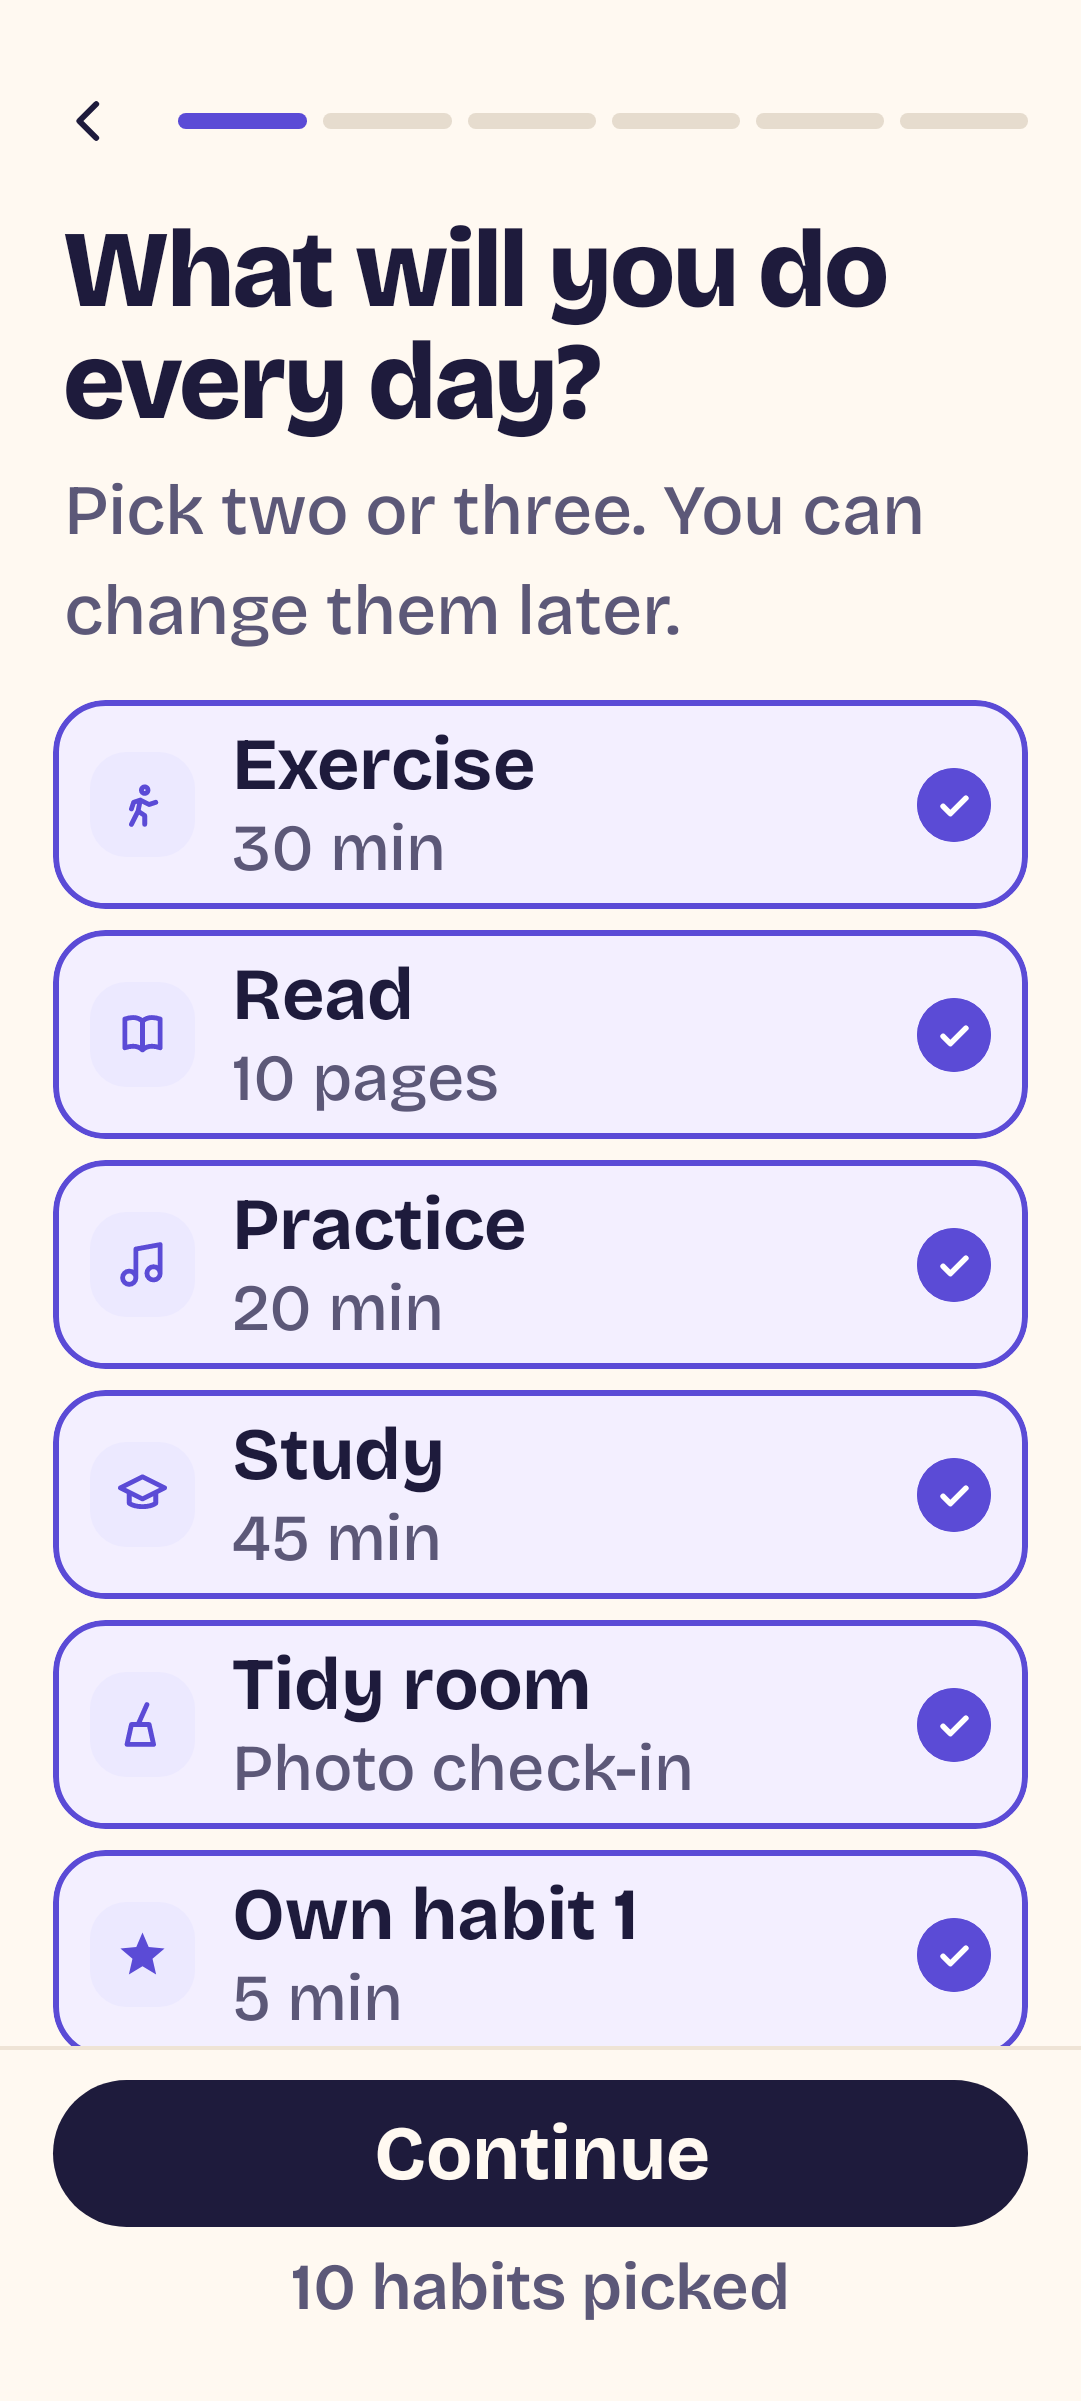 What will you do
every day?
Pick two or three. You can
change them later.
Exercise
30 min
Read
10 pages
Practice
20 min
Study
45 min
Tidy room
Photo check-in
Own habit 1
5 min
Continue
10 habits picked